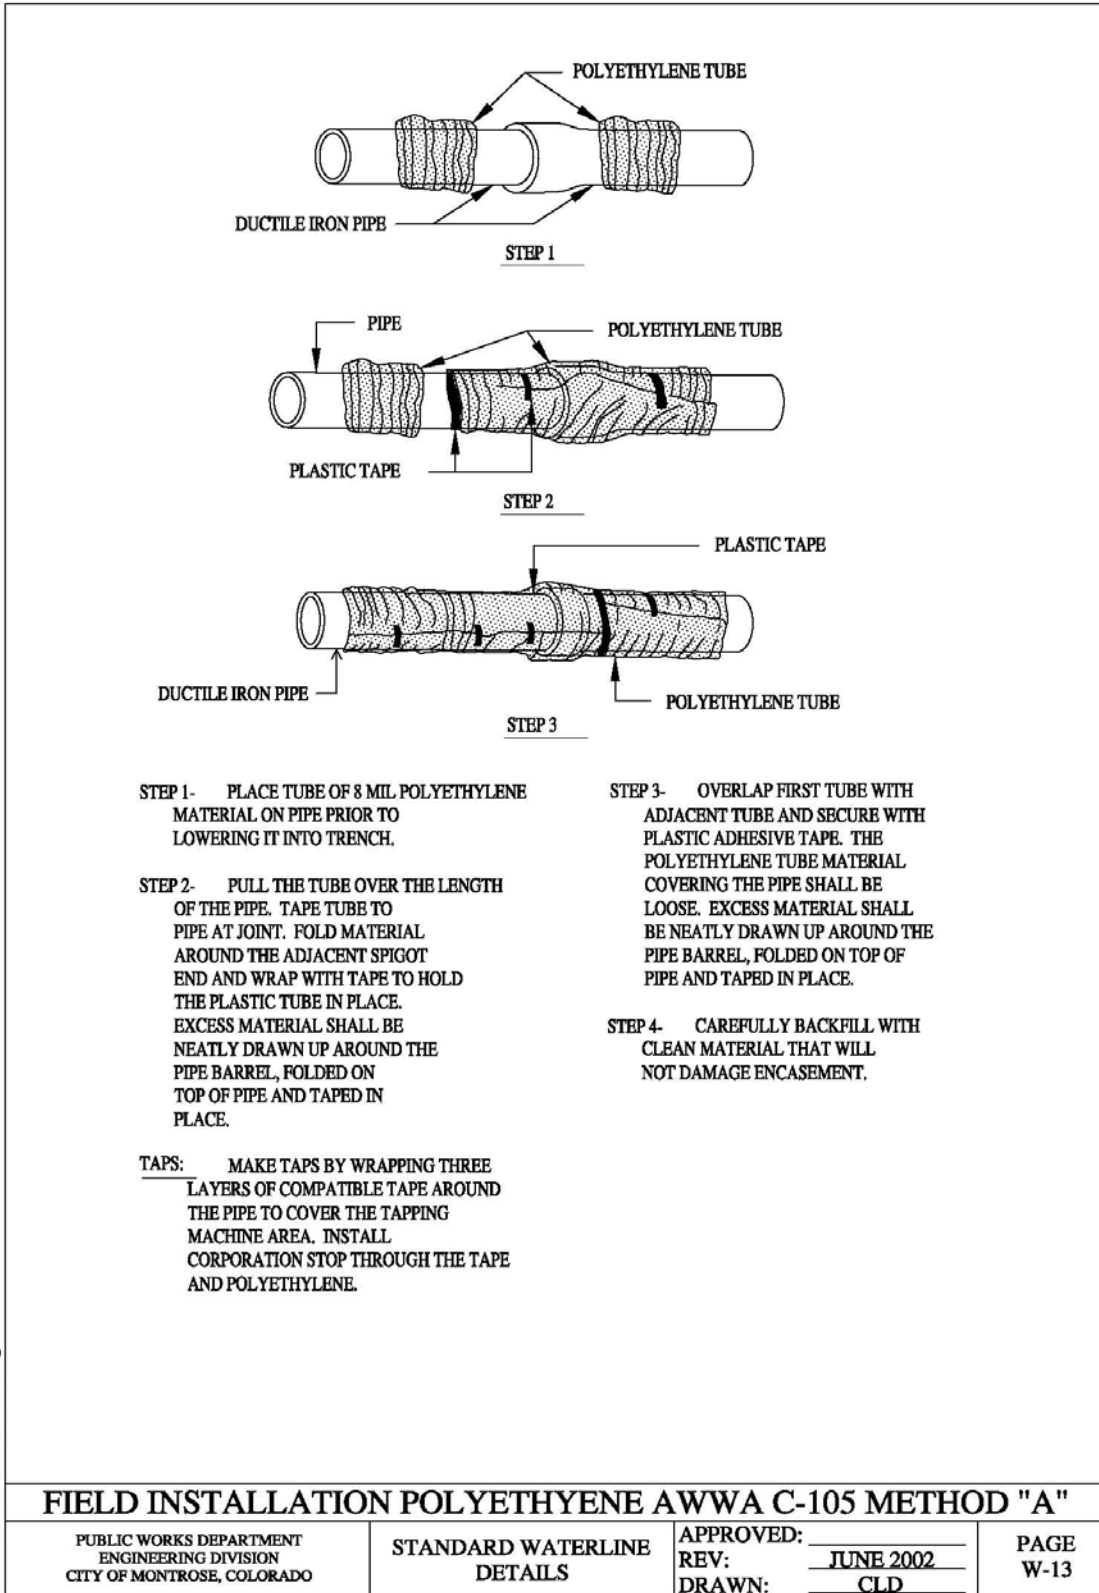 POLYETHYLENE TUBE
DUCTILE IRON PIPE
STEP 1
PIPE
POLYETHYLENE TUBE
PLASTIC TAPE
STEP 2
PLASTIC TAPE
DUCTILE IRON PIPE
POLYETHYLENE TUBE
STEP 3
STEP 1- PLACE TUBE OF 8 MIL POLYETHYLENE
MATERIAL ON PIPE PRIOR TO
LOWERING IT INTO TRENCH.
STEP 2- PULL THE TUBE OVER THE LENGTH
OF THE PIPE. TAPE TUBE TO
PIPE AT JOINT. FOLD MATERIAL
AROUND THE ADJACENT SPIGOT
END AND WRAP WITH TAPE TO HOLD
THE PLASTIC TUBE IN PLACE.
EXCESS MATERIAL SHALL BE
NEATLY DRAWN UP AROUND THE
PIPE BARREL, FOLDED ON
TOP OF PIPE AND TAPED IN
PLACE.
TAPS: MAKE TAPS BY WRAPPING THREE
LAYERS OF COMPATIBLE TAPE AROUND
THE PIPE TO COVER THE TAPPING
MACHINE AREA. INSTALL
CORPORATION STOP THROUGH THE TAPE
AND POLYETHYLENE.
STEP 3- OVERLAP FIRST TUBE WITH
ADJACENT TUBE AND SECURE WITH
PLASTIC ADHESIVE TAPE. THE
POLYETHYLENE TUBE MATERIAL
COVERING THE PIPE SHALL BE
LOOSE. EXCESS MATERIAL SHALL
BE NEATLY DRAWN UP AROUND THE
PIPE BARREL, FOLDED ON TOP OF
PIPE AND TAPED IN PLACE.
STEP 4- CAREFULLY BACKFILL WITH
CLEAN MATERIAL THAT WILL
NOT DAMAGE ENCASEMENT.
FIELD INSTALLATION POLYETHYENE AWWA C-105 METHOD "A"
PUBLIC WORKS DEPARTMENT
ENGINEERING DIVISION
CITY OF MONTROSE, COLORADO
STANDARD WATERLINE
DETAILS
APPROVED:
REV: JUNE 2002
DRAWN: CLD
PAGE
W-13